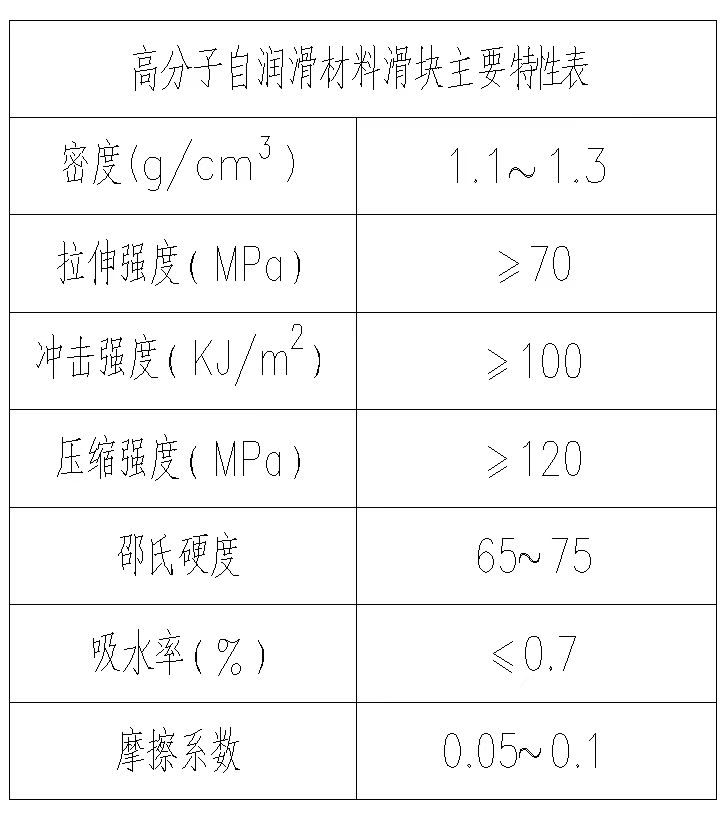 高分子自润滑材料滑块主要特性表
密度(g/cm³)
1.1~1.3
拉伸强度(MPa)
≥70
冲击强度(KJ/m²)
≥100
压缩强度(MPa)
≥120
邵氏硬度
65~75
吸水率(%)
≤0.7
摩擦系数
0.05~0.1